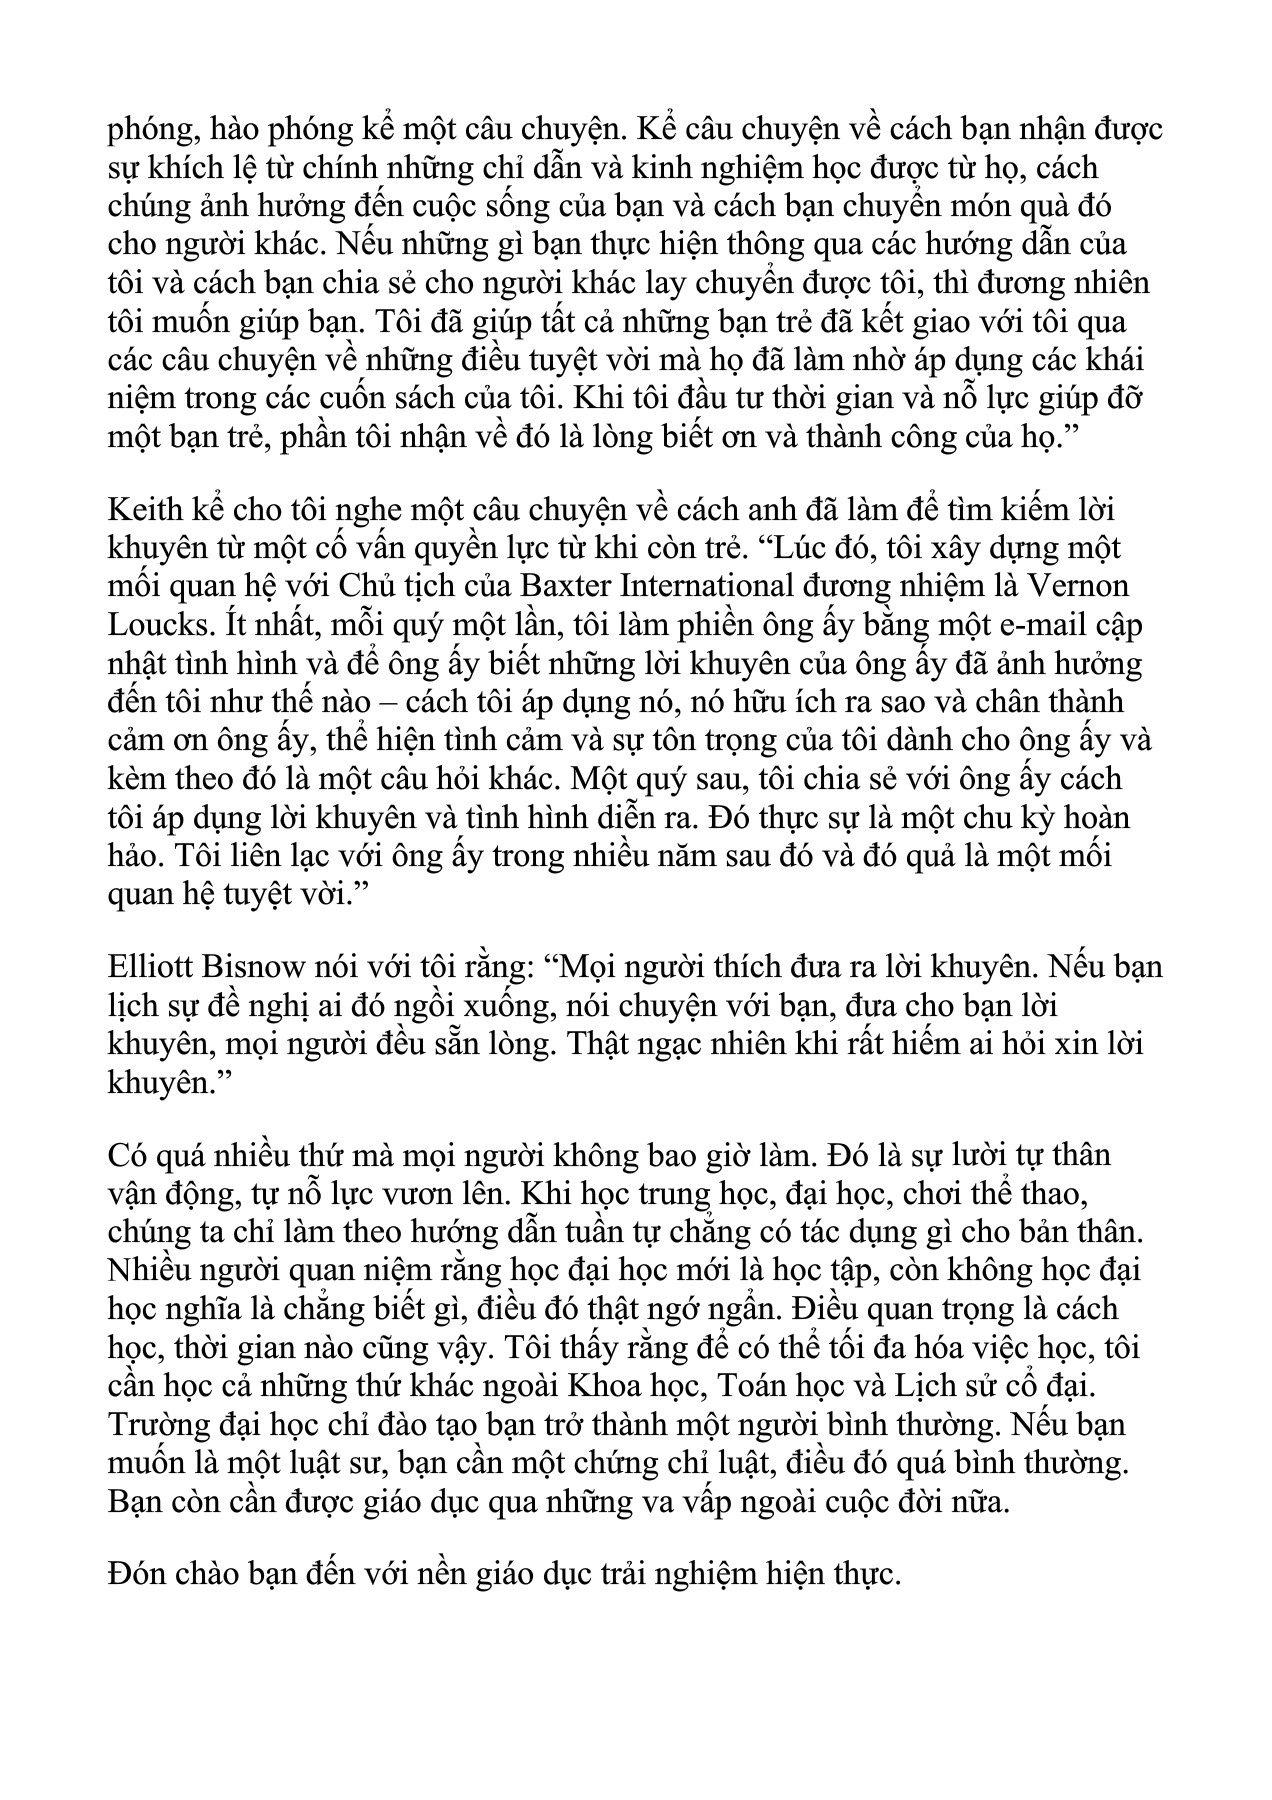 phóng, hào phóng kể một câu chuyện. Kể câu chuyện về cách bạn nhận được
sự khích lệ từ chính những chỉ dẫn và kinh nghiệm học được từ họ, cách
chúng ảnh hưởng đến cuộc sống của bạn và cách bạn chuyển món quà đó
cho người khác. Nếu những gì bạn thực hiện thông qua các hướng dẫn của
tôi và cách bạn chia sẻ cho người khác lay chuyển được tôi, thì đương nhiên
tôi muốn giúp bạn. Tôi đã giúp tất cả những bạn trẻ đã kết giao với tôi qua
các câu chuyện về những điều tuyệt vời mà họ đã làm nhờ áp dụng các khái
niệm trong các cuốn sách của tôi. Khi tôi đầu tư thời gian và nỗ lực giúp đỡ
một bạn trẻ, phần tôi nhận về đó là lòng biết ơn và thành công của họ.”
Keith kể cho tôi nghe một câu chuyện về cách anh đã làm để tìm kiếm lời
khuyên từ một cố vấn quyền lực từ khi còn trẻ. “Lúc đó, tôi xây dựng một
mối quan hệ với Chủ tịch của Baxter International đương nhiệm là Vernon
Loucks. Ít nhất, mỗi quý một lần, tôi làm phiền ông ấy bằng một e-mail cập
nhật tình hình và để ông ấy biết những lời khuyên của ông ấy đã ảnh hưởng
đến tôi như thế nào – cách tôi áp dụng nó, nó hữu ích ra sao và chân thành
cảm ơn ông ấy, thể hiện tình cảm và sự tôn trọng của tôi dành cho ông ấy và
kèm theo đó là một câu hỏi khác. Một quý sau, tôi chia sẻ với ông ấy cách
tôi áp dụng lời khuyên và tình hình diễn ra. Đó thực sự là một chu kỳ hoàn
hảo. Tôi liên lạc với ông ấy trong nhiều năm sau đó và đó quả là một mối
quan hệ tuyệt vời.”
Elliott Bisnow nói với tôi rằng: “Mọi người thích đưa ra lời khuyên. Nếu bạn
lịch sự đề nghị ai đó ngồi xuống, nói chuyện với bạn, đưa cho bạn lời
khuyên, mọi người đều sẵn lòng. Thật ngạc nhiên khi rất hiếm ai hỏi xin lời
khuyên.”
Có quá nhiều thứ mà mọi người không bao giờ làm. Đó là sự lười tự thân
vận động, tự nỗ lực vươn lên. Khi học trung học, đại học, chơi thể thao,
chúng ta chỉ làm theo hướng dẫn tuần tự chẳng có tác dụng gì cho bản thân.
Nhiều người quan niệm rằng học đại học mới là học tập, còn không học đại
học nghĩa là chẳng biết gì, điều đó thật ngớ ngẩn. Điều quan trọng là cách
học, thời gian nào cũng vậy. Tôi thấy rằng để có thể tối đa hóa việc học, tôi
cần học cả những thứ khác ngoài Khoa học, Toán học và Lịch sử cổ đại.
Trường đại học chỉ đào tạo bạn trở thành một người bình thường. Nếu bạn
muốn là một luật sư, bạn cần một chứng chỉ luật, điều đó quá bình thường.
Bạn còn cần được giáo dục qua những va vấp ngoài cuộc đời nữa.
Đón chào bạn đến với nền giáo dục trải nghiệm hiện thực.